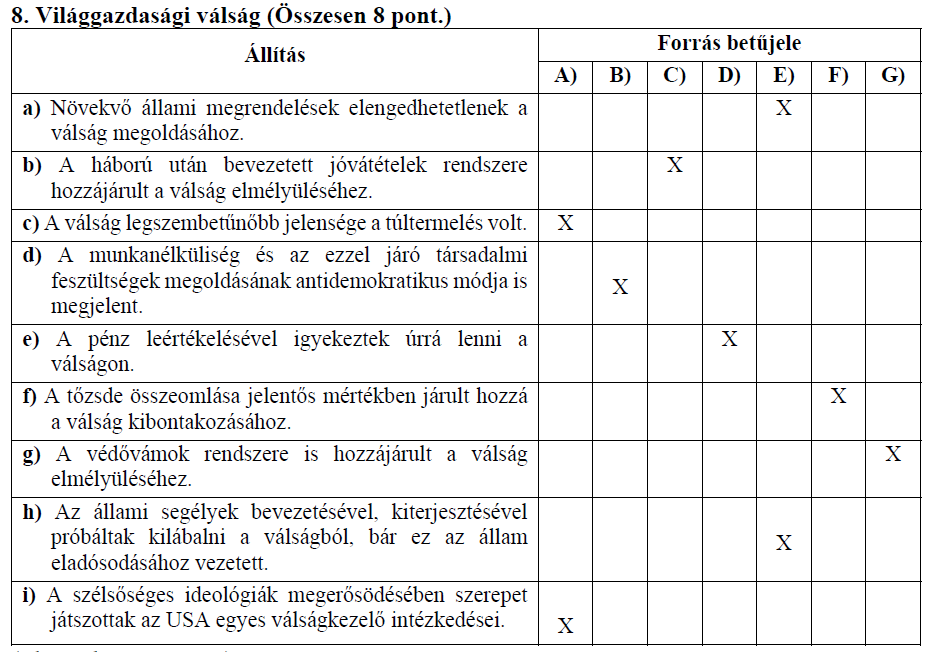 8. Világgazdasági válság (Összesen 8 pont.)
Állítás
Forrás betűjele
A) B) C) D) E) F) G)
a) Növekvő állami megrendelések elengedhetetlenek a
válság megoldásához.
X
b) A háború után bevezetett jóvátételek rendszere
hozzájárult a válság elmélyüléséhez.
X
c) A válság legszembetűnőbb jelensége a túltermelés volt.
X
d) A munkanélküliség és az ezzel járó társadalmi
feszültségek megoldásának antidemokratikus módja is
megjelent.
X
e) A pénz leértékelésével igyekeztek úrrá lenni a
válságon.
X
f) A tőzsde összeomlása jelentős mértékben járult hozzá
a válság kibontakozásához.
X
g) A védővámok rendszere is hozzájárult a válság
elmélyüléséhez.
X
h) Az állami segélyek bevezetésével, kiterjesztésével
próbáltak kilábalni a válságból, bár ez az állam
eladósodásához vezetett.
X
i) A szélsőséges ideológiák megerősödésében szerepet
játszottak az USA egyes válságkezelő intézkedései.
X